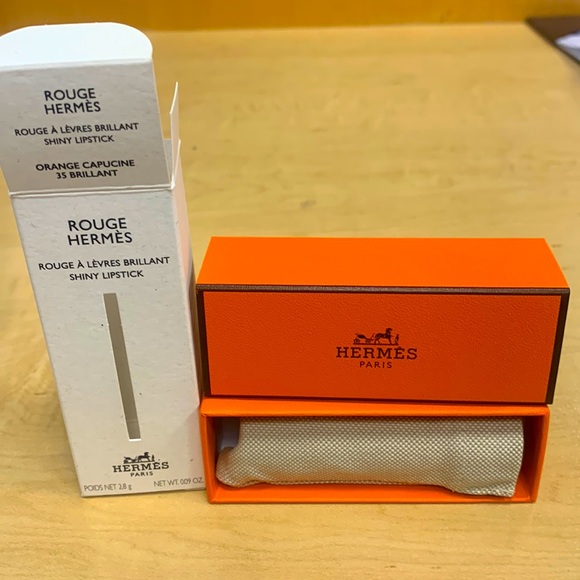 ROUGE
HERMÈS
ROUGE À LÈVRES BRILLANT
SHINY LIPSTICK
ORANGE CAPUCINE
35 BRILLANT
ROUGE
HERMÈS
ROUGE À LÈVRES BRILLANT
SHINY LIPSTICK
HERMÈS
PARIS
POIDS NET 2.8 g NET WT. 0.09 OZ.
HERMÈS
PARIS